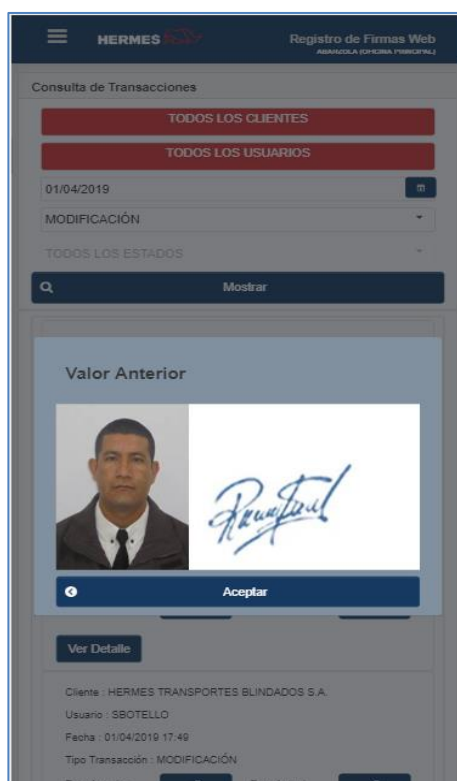 HERMES
Registro de Firmas Web
Consulta de Transacciones
TODOS LOS CLIENTES
TODOS LOS USUARIOS
01/04/2019
MODIFICACIÓN
TODOS LOS ESTADOS
Mostrar
Valor Anterior
Aceptar
Ver Detalle
Cliente : HERMES TRANSPORTES BLINDADOS S.A.
Usuario : SBOTELLO
Fecha : 01/04/2019 17:49
Tipo Transacción : MODIFICACIÓN